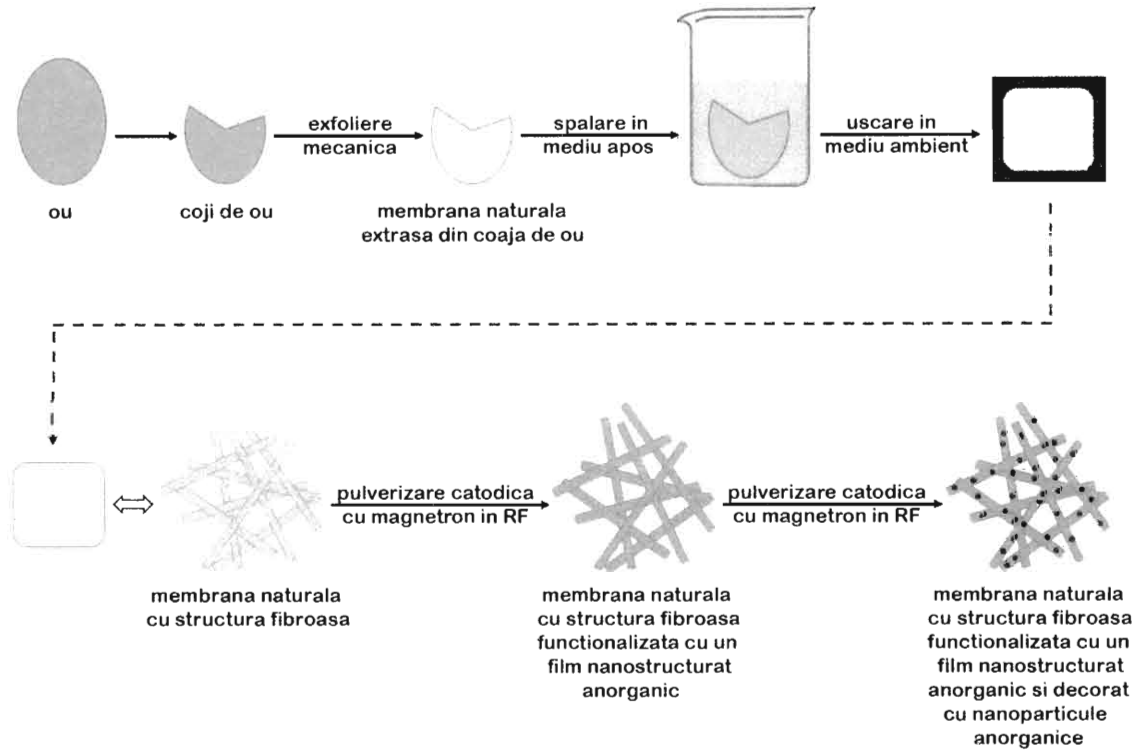 exfoliere
mecanica
spalare in
mediu apos
uscare in
mediu ambient
ou
coji de ou
membrana naturala
extrasa din coaja de ou
pulverizare catodica
cu magnetron in RF
pulverizare catodica
cu magnetron in RF
membrana naturala
cu structura fibroasa
membrana naturala
cu structura fibroasa
functionalizata cu un
film nanostructurat
anorganic
membrana naturala
cu structura fibroasa
functionalizata cu un
film nanostructurat
anorganic si decorat
cu nanoparticule
anorganice